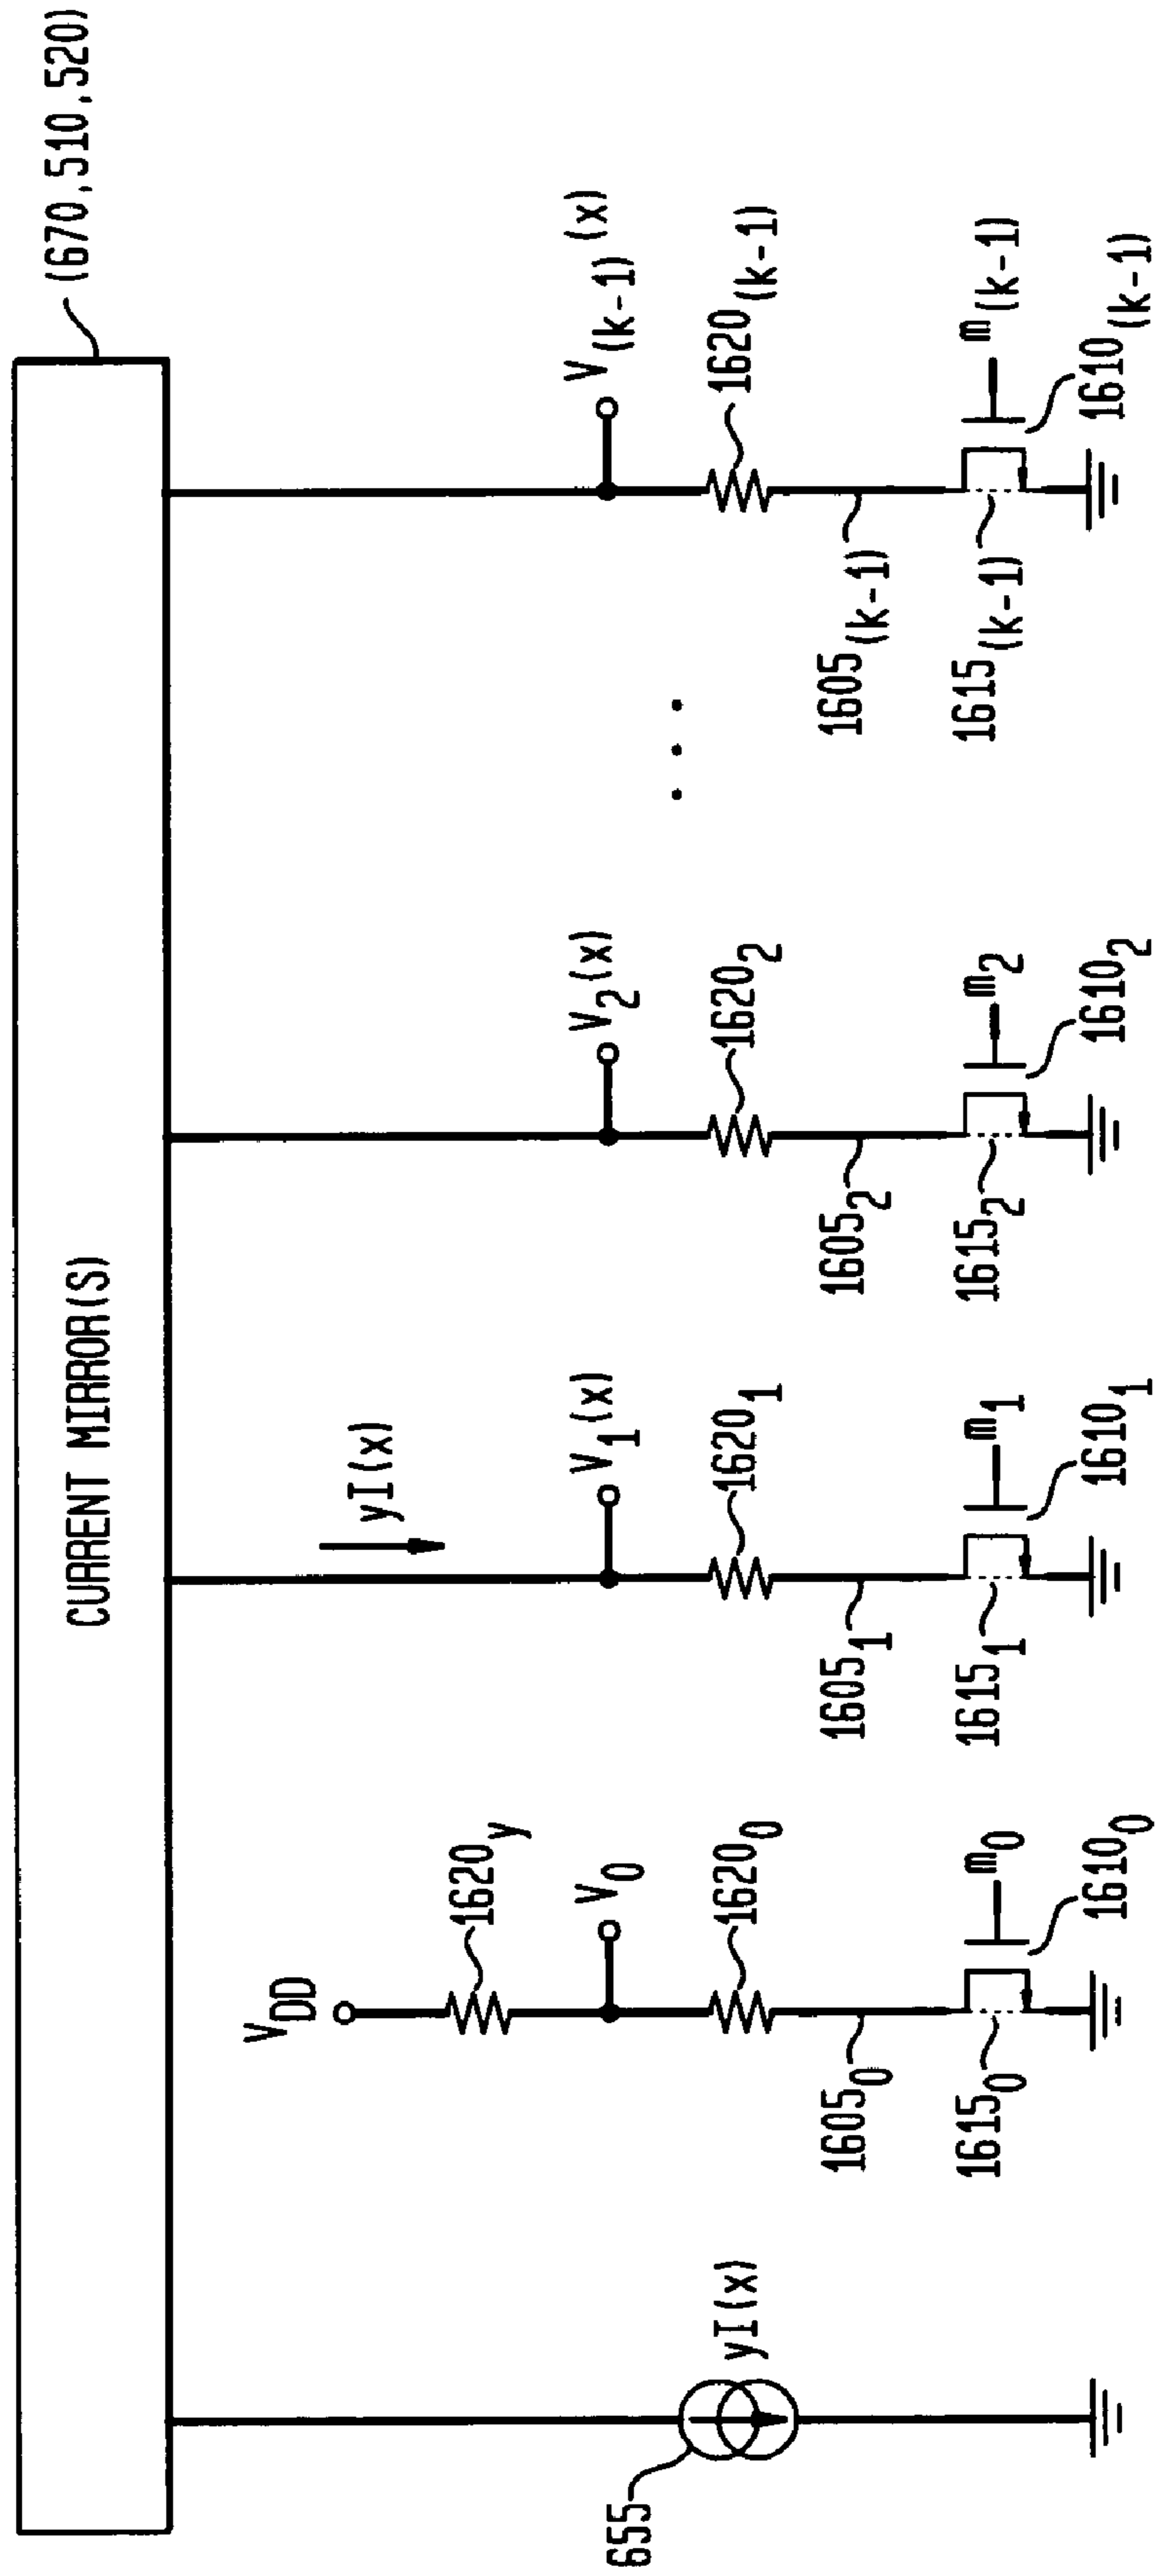 (670,510,520)
CURRENT MIRROR(S)
yI(x)
V_DD
1620_y
V_0
V_1(x)
V_2(x)
V_(k-1)(x)
1620_0
1620_1
1620_2
1620_(k-1)
655
yI(x)
1605_0
1605_1
1605_2
1605_(k-1)
...
m_0
m_1
m_2
m_(k-1)
1615_0
1610_0
1615_1
1610_1
1615_2
1610_2
1615_(k-1)
1610_(k-1)